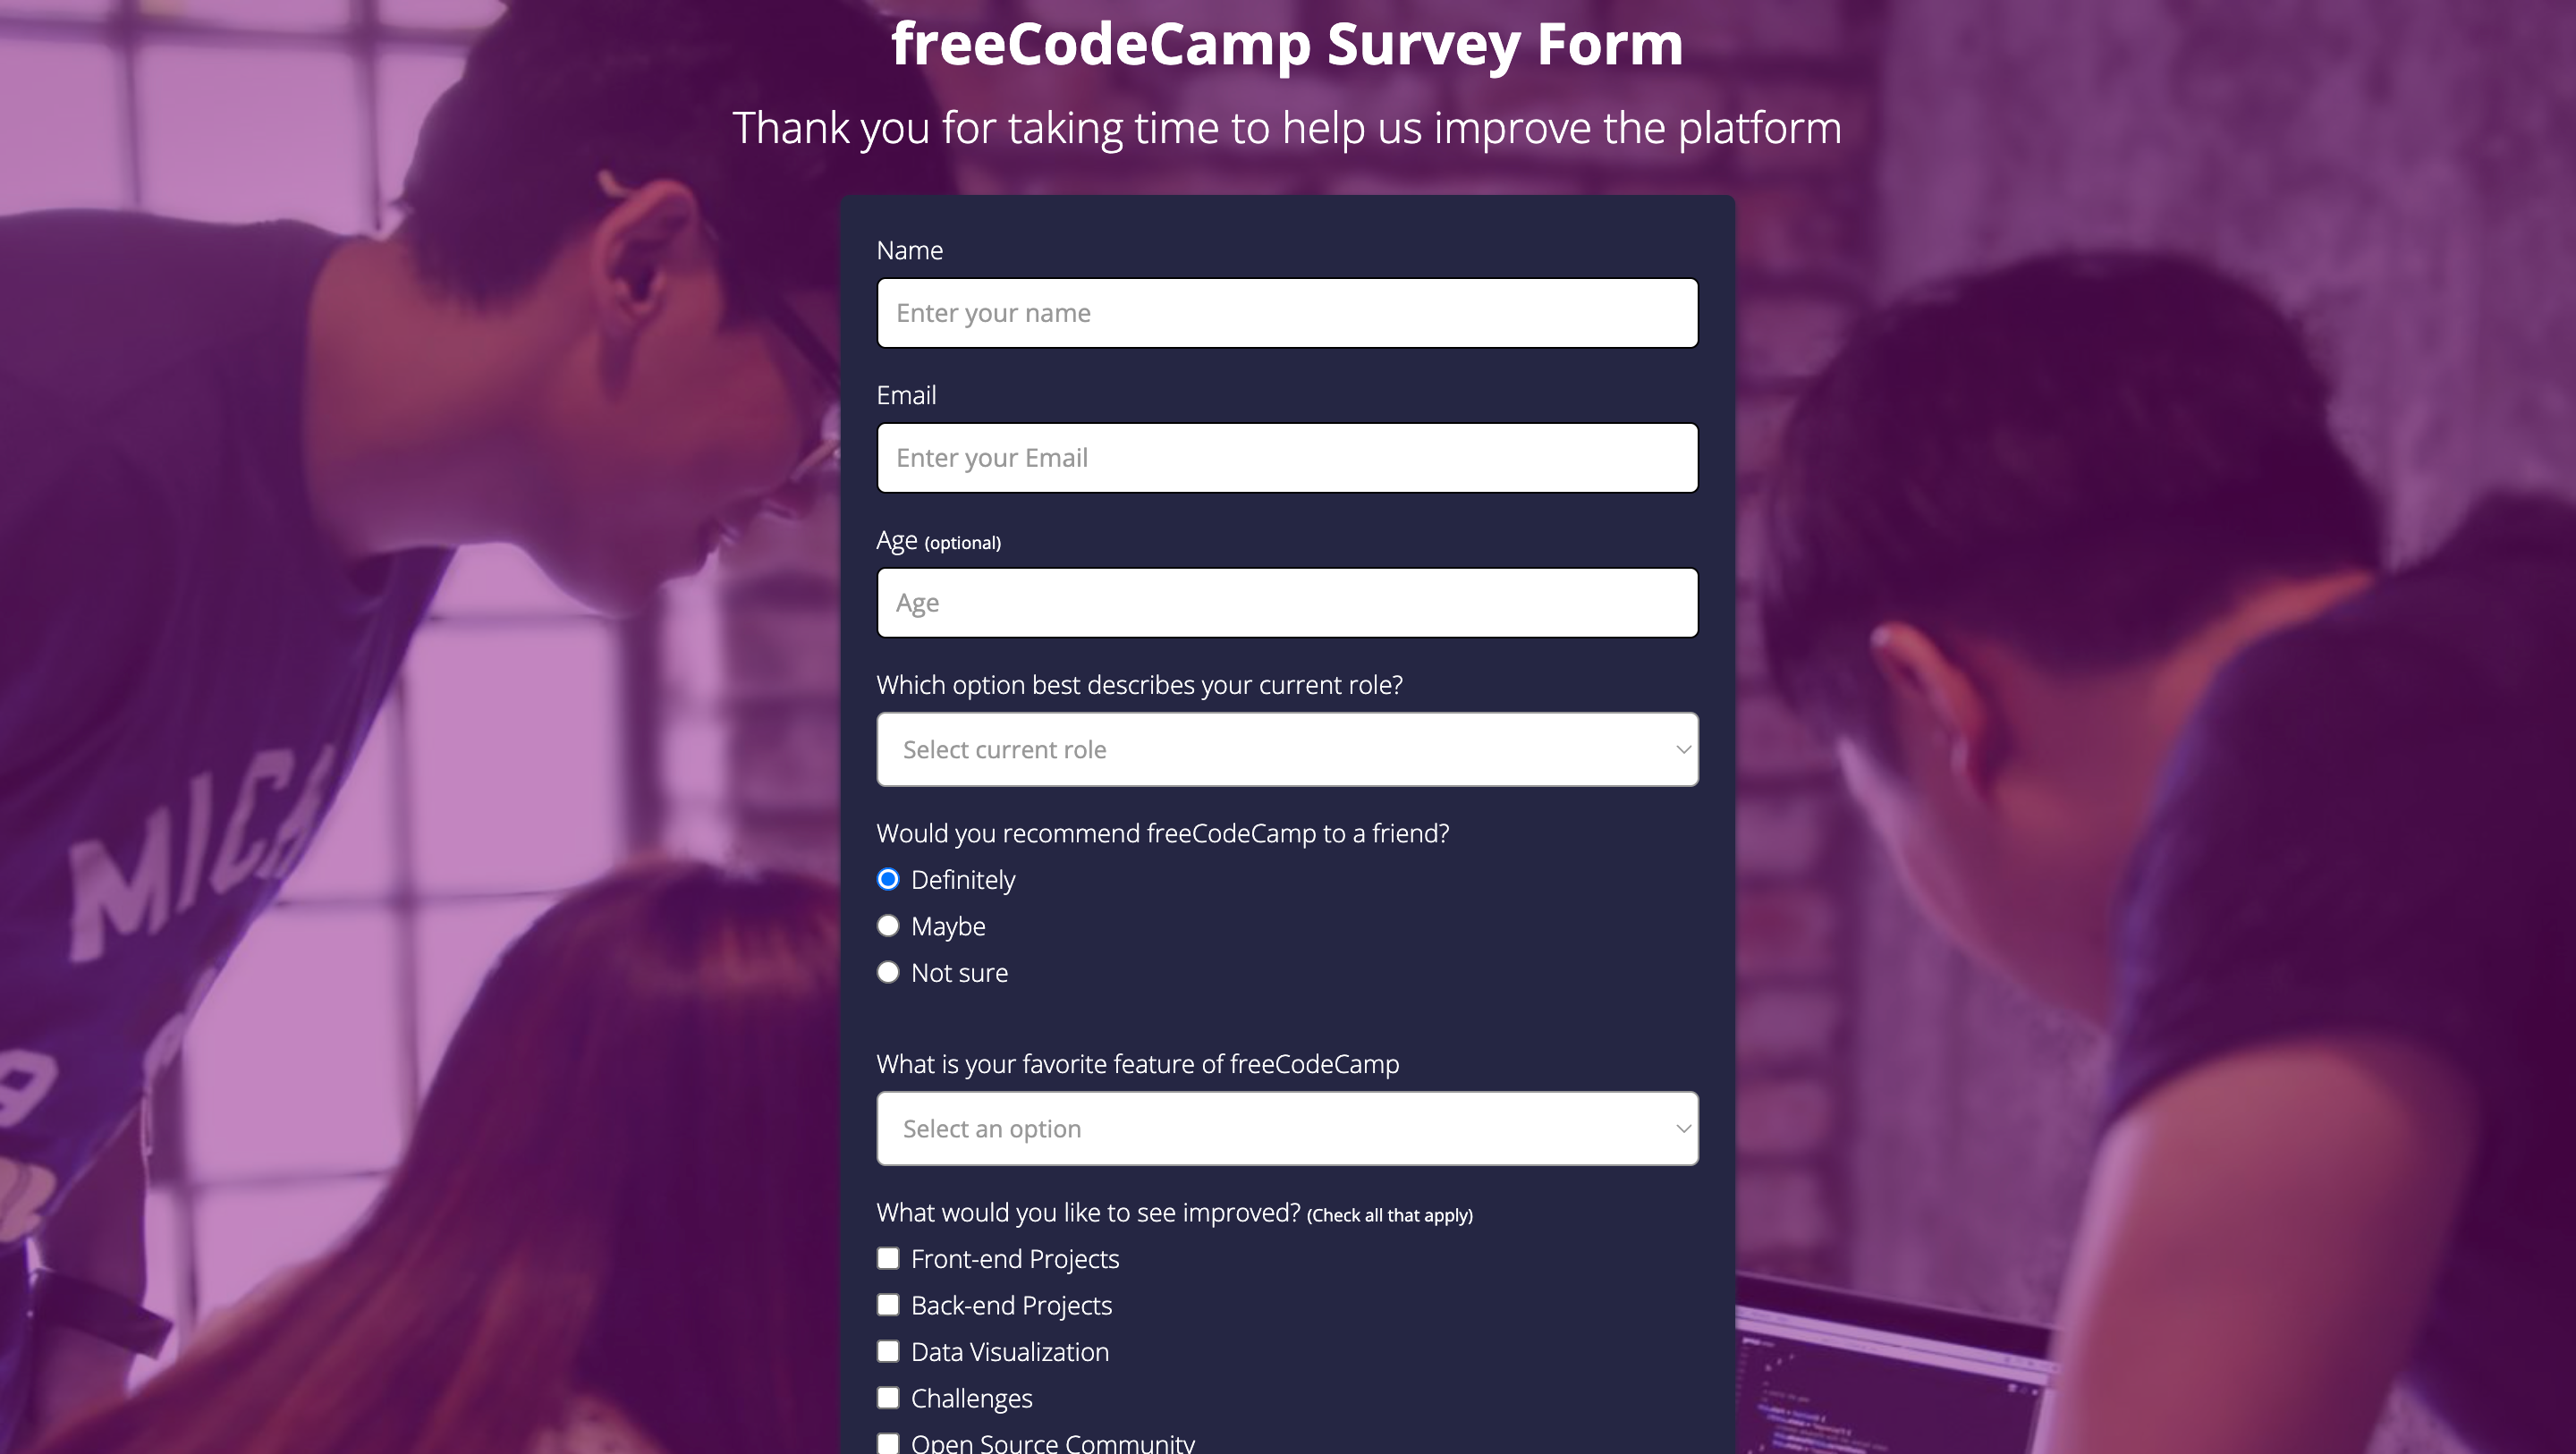 freeCodeCamp Survey Form
Thank you for taking time to help us improve the platform
Name
Enter your name
Email
Enter your Email
Age (optional)
Age
Which option best describes your current role?
Select current role
Would you recommend freeCodeCamp to a friend?
Definitely
Maybe
Not sure
What is your favorite feature of freeCodeCamp
Select an option
What would you like to see improved? (Check all that apply)
Front-end Projects
Back-end Projects
Data Visualization
Challenges
Open Source Community